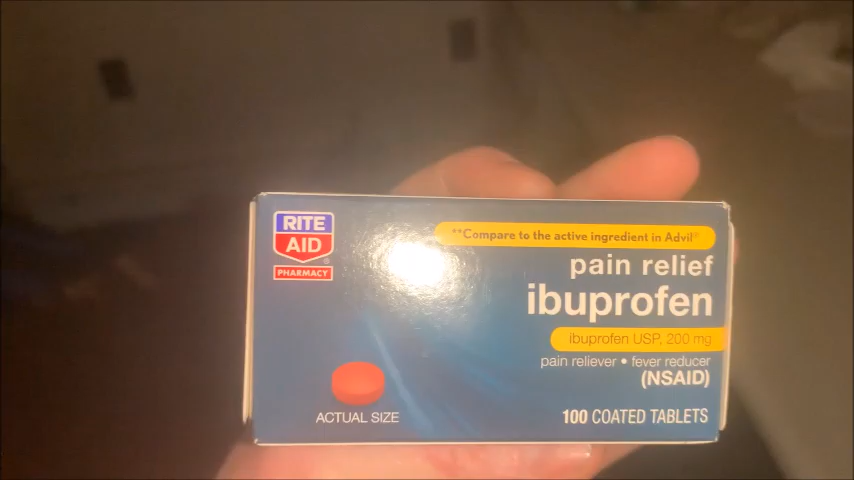 RITE
AID
®
PHARMACY
**Compare to the active ingredient in Advil®
pain relief
ibuprofen
ibuprofen USP, 200 mg
pain reliever • fever reducer
(NSAID)
ACTUAL SIZE
100 COATED TABLETS